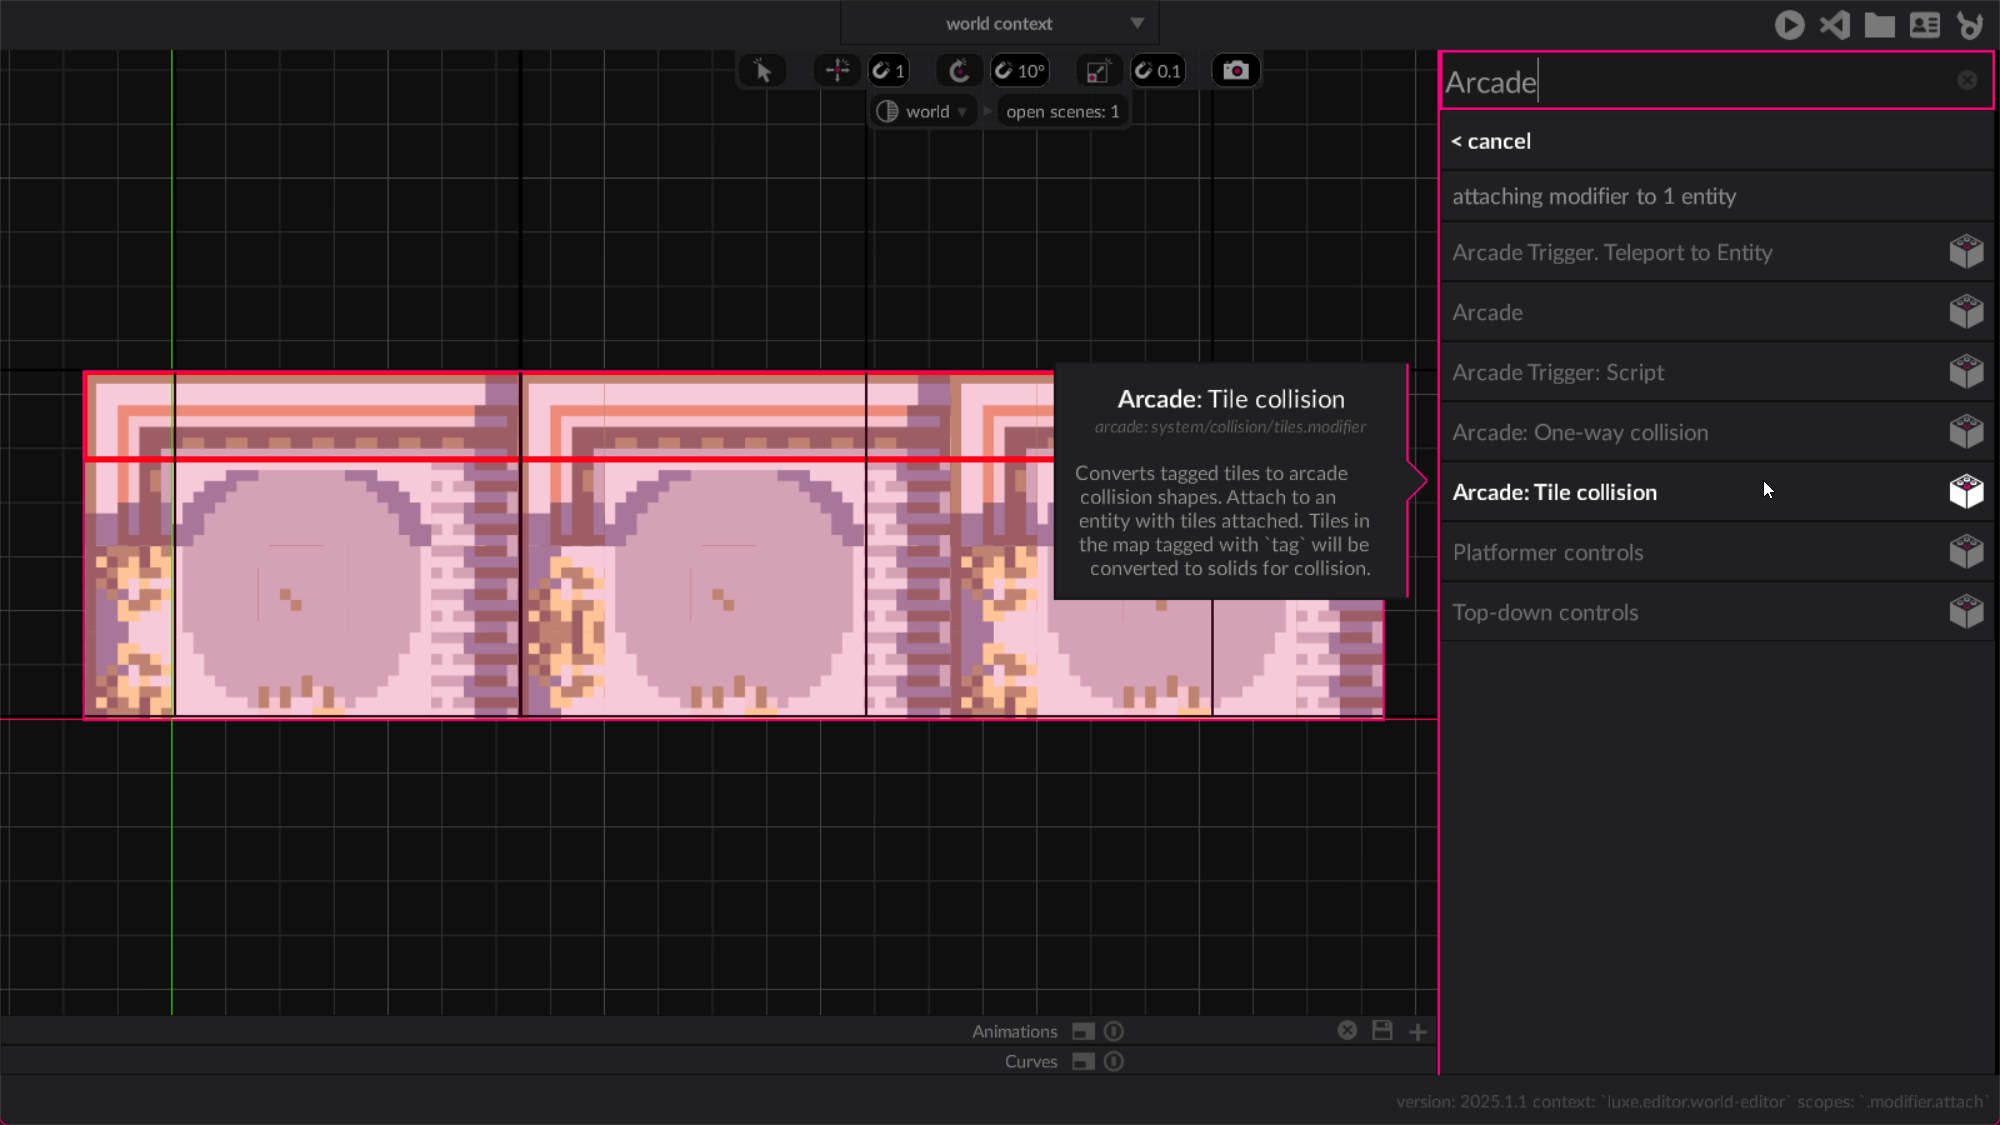 world context
1
10°
0.1
world
open scenes: 1
Arcade
< cancel
attaching modifier to 1 entity
Arcade Trigger. Teleport to Entity
Arcade
Arcade Trigger: Script
Arcade: One-way collision
Arcade: Tile collision
Platformer controls
Top-down controls
Arcade: Tile collision
arcade: system/collision/tiles.modifier
Converts tagged tiles to arcade
collision shapes. Attach to an
entity with tiles attached. Tiles in
the map tagged with `tag` will be
converted to solids for collision.
Animations
Curves
version: 2025.1.1 context: `luxe.editor.world-editor` scopes: `.modifier.attach`